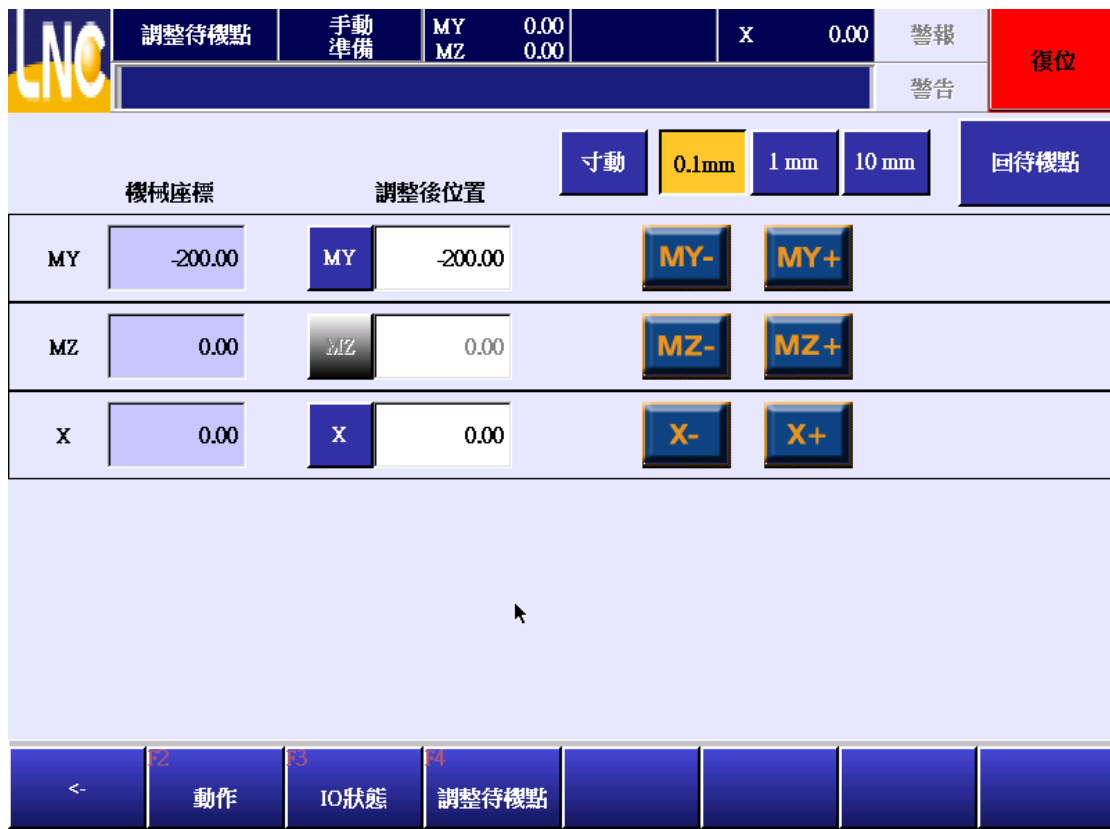 LNC
調整待機點
手動
準備
MY 0.00
MZ 0.00
X 0.00
警報
警告
復位
寸動
0.1mm
1 mm
10 mm
回待機點
機械座標
調整後位置
MY -200.00 MY -200.00 MY- MY+
MZ 0.00 MZ 0.00 MZ- MZ+
X 0.00 X 0.00 X- X+
<-
F2
動作
F3
IO狀態
F4
調整待機點